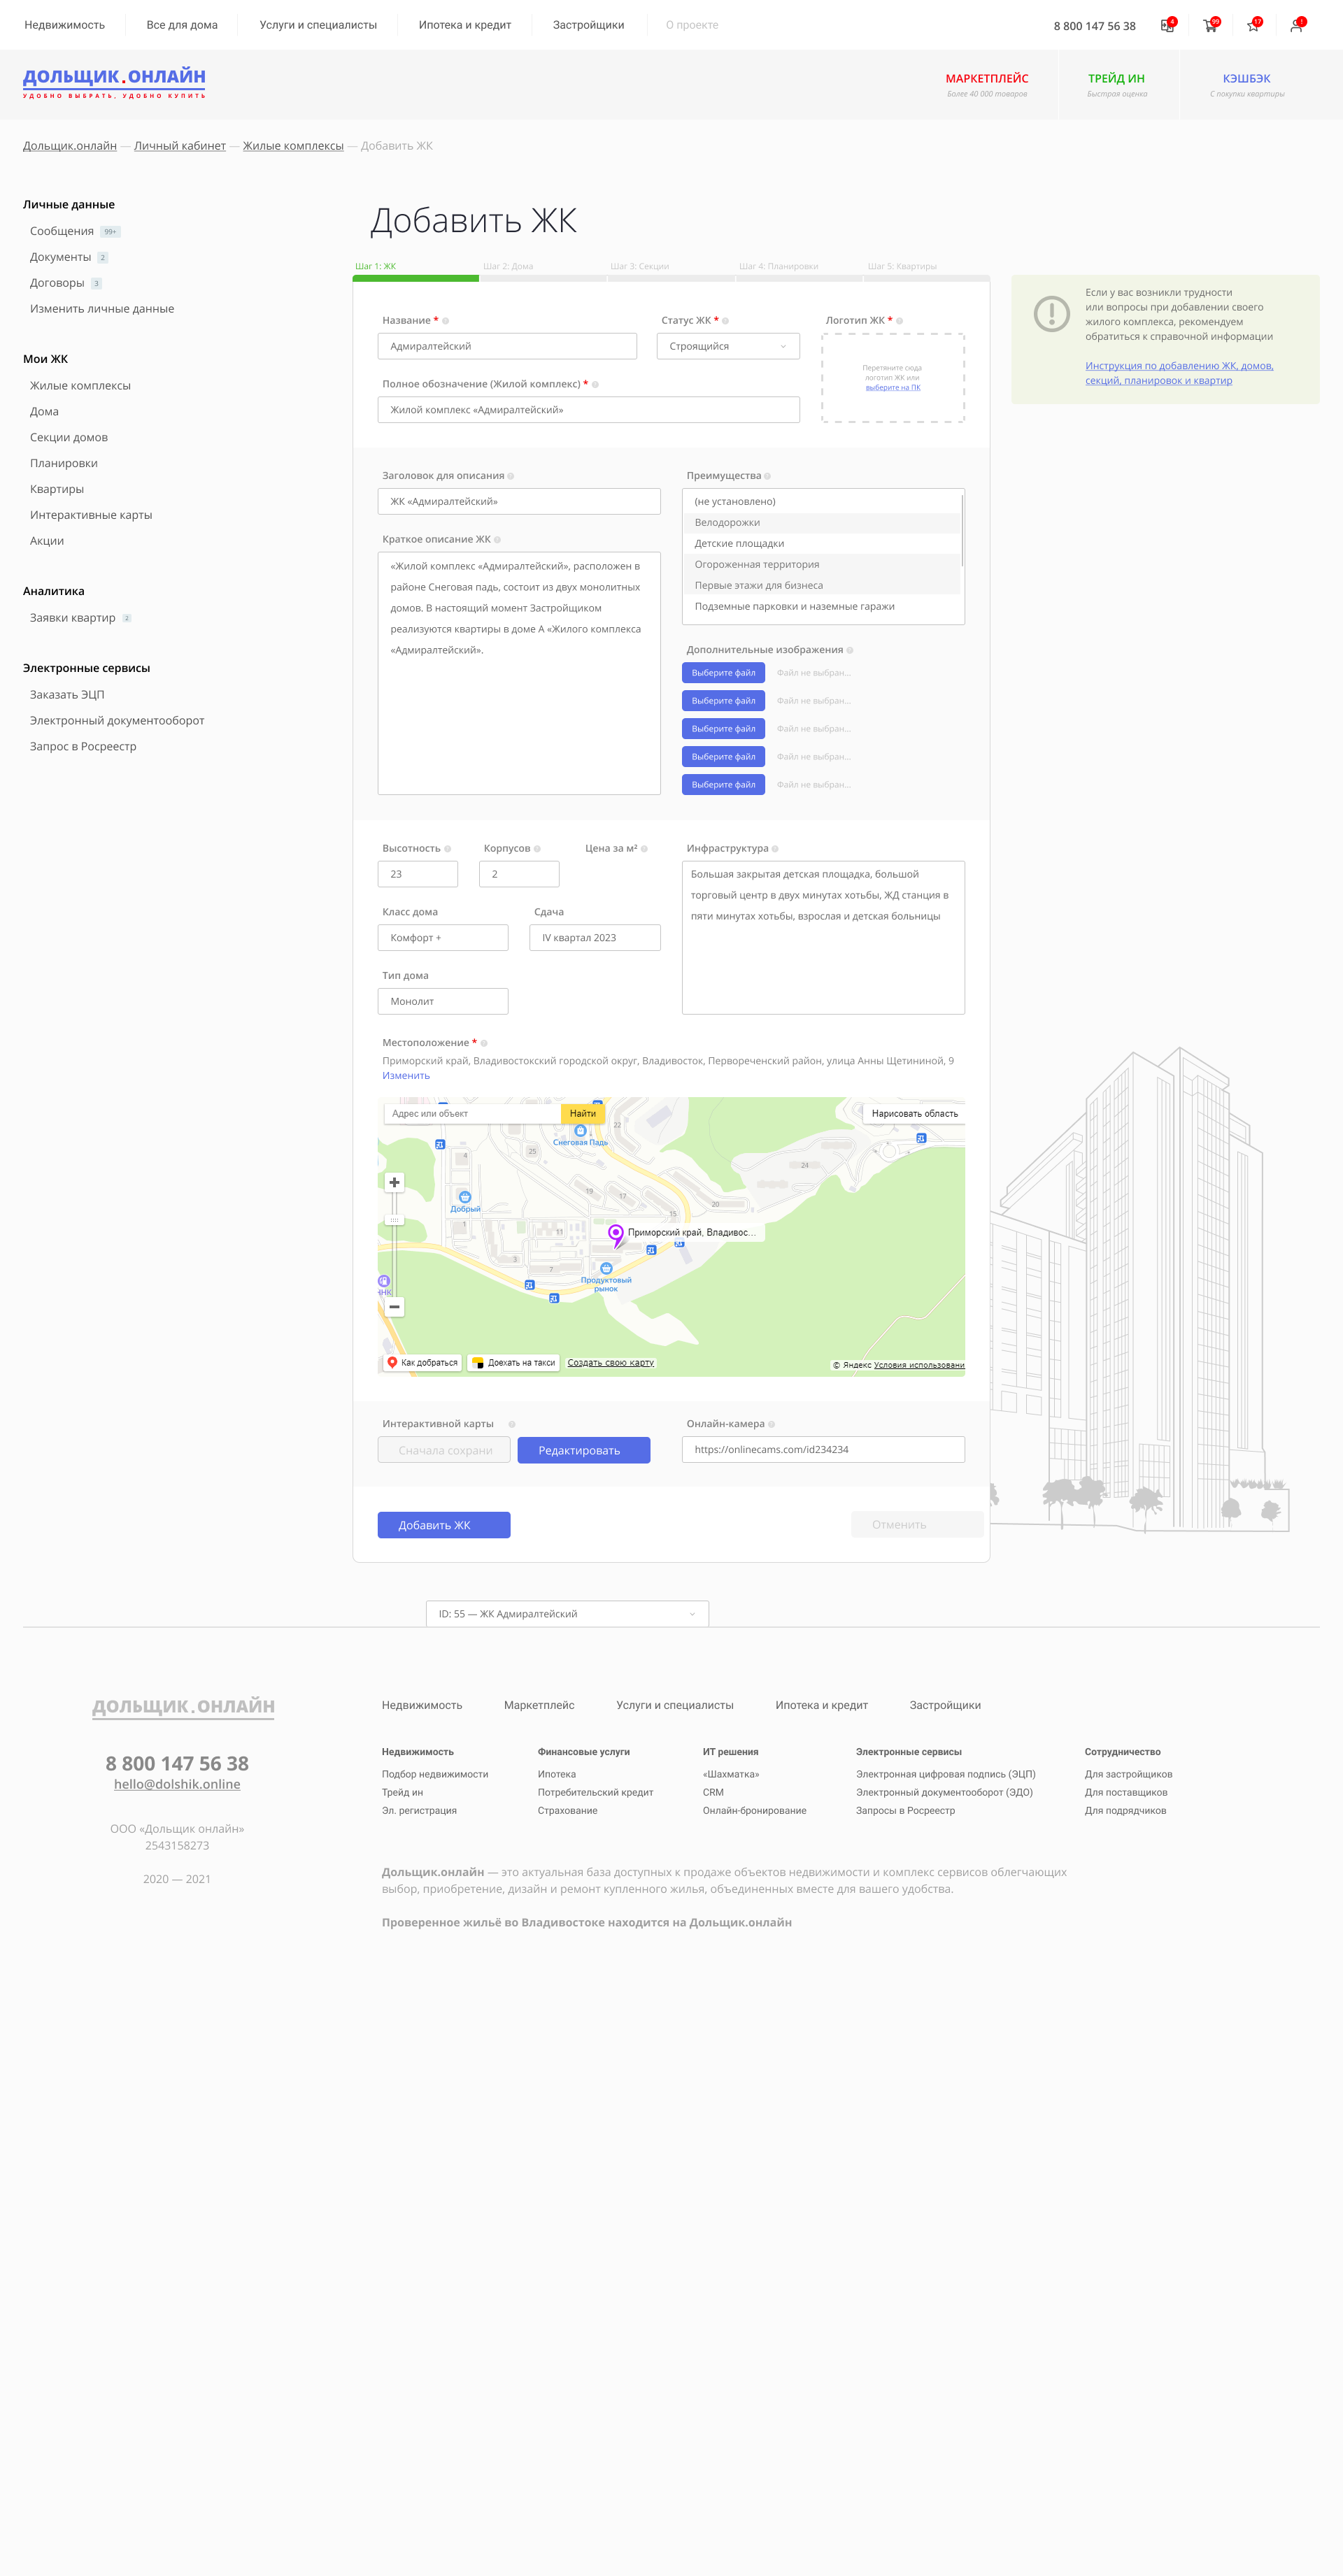 Недвижимость
Все для дома
Услуги и специалисты
Ипотека и кредит
Застройщики
О проекте
8 800 147 56 38
4
99
17
!
ДОЛЬЩИК.ОНЛАЙН
УДОБНО ВЫБРАТЬ, УДОБНО КУПИТЬ
МАРКЕТПЛЕЙС
Более 40 000 товаров
ТРЕЙД ИН
Быстрая оценка
КЭШБЭК
С покупки квартиры
Дольщик.онлайн — Личный кабинет — Жилые комплексы — Добавить ЖК
Личные данные
Сообщения 99+
Документы 2
Договоры 3
Изменить личные данные
Мои ЖК
Жилые комплексы
Дома
Секции домов
Планировки
Квартиры
Интерактивные карты
Акции
Аналитика
Заявки квартир 2
Электронные сервисы
Заказать ЭЦП
Электронный документооборот
Запрос в Росреестр
Добавить ЖК
Шаг 1: ЖК
Шаг 2: Дома
Шаг 3: Секции
Шаг 4: Планировки
Шаг 5: Квартиры
Название *
Адмиралтейский
Статус ЖК *
Строящийся
Логотип ЖК *
Перетяните сюда
логотип ЖК или
выберите на ПК
Полное обозначение (Жилой комплекс) *
Жилой комплекс «Адмиралтейский»
Если у вас возникли трудности
или вопросы при добавлении своего
жилого комплекса, рекомендуем
обратиться к справочной информации
Инструкция по добавлению ЖК, домов,
секций, планировок и квартир
Заголовок для описания
ЖК «Адмиралтейский»
Краткое описание ЖК
«Жилой комплекс «Адмиралтейский», расположен в
районе Снеговая падь, состоит из двух монолитных
домов. В настоящий момент Застройщиком
реализуются квартиры в доме А «Жилого комплекса
«Адмиралтейский».
Преимущества
(не установлено)
Велодорожки
Детские площадки
Огороженная территория
Первые этажи для бизнеса
Подземные парковки и наземные гаражи
Дополнительные изображения
Выберите файл Файл не выбран...
Выберите файл Файл не выбран...
Выберите файл Файл не выбран...
Выберите файл Файл не выбран...
Выберите файл Файл не выбран...
Высотность
23
Корпусов
2
Цена за м²
Класс дома
Комфорт +
Сдача
IV квартал 2023
Тип дома
Монолит
Инфраструктура
Большая закрытая детская площадка, большой
торговый центр в двух минутах хотьбы, ЖД станция в
пяти минутах хотьбы, взрослая и детская больницы
Местоположение *
Приморский край, Владивостокский городской округ, Владивосток, Первореченский район, улица Анны Щетининой, 9
Изменить
Адрес или объект
Найти
Нарисовать область
22
Снеговая Падь
25
4
24
19
17
20
Добрый
1
11
Приморский край, Владивос…
3
7
Продуктовый
рынок
ННК
Как добраться
Доехать на такси
Создать свою карту
© Яндекс Условия использовани
Интерактивной карты
Сначала сохрани
Редактировать
Онлайн-камера
https://onlinecams.com/id234234
Добавить ЖК
Отменить
ID: 55 — ЖК Адмиралтейский
ДОЛЬЩИК.ОНЛАЙН
8 800 147 56 38
hello@dolshik.online
ООО «Дольщик онлайн»
2543158273
2020 — 2021
Недвижимость
Маркетплейс
Услуги и специалисты
Ипотека и кредит
Застройщики
Недвижимость
Подбор недвижимости
Трейд ин
Эл. регистрация
Финансовые услуги
Ипотека
Потребительский кредит
Страхование
ИТ решения
«Шахматка»
CRM
Онлайн-бронирование
Электронные сервисы
Электронная цифровая подпись (ЭЦП)
Электронный документооборот (ЭДО)
Запросы в Росреестр
Сотрудничество
Для застройщиков
Для поставщиков
Для подрядчиков
Дольщик.онлайн — это актуальная база доступных к продаже объектов недвижимости и комплекс сервисов облегчающих
выбор, приобретение, дизайн и ремонт купленного жилья, объединенных вместе для вашего удобства.
Проверенное жильё во Владивостоке находится на Дольщик.онлайн